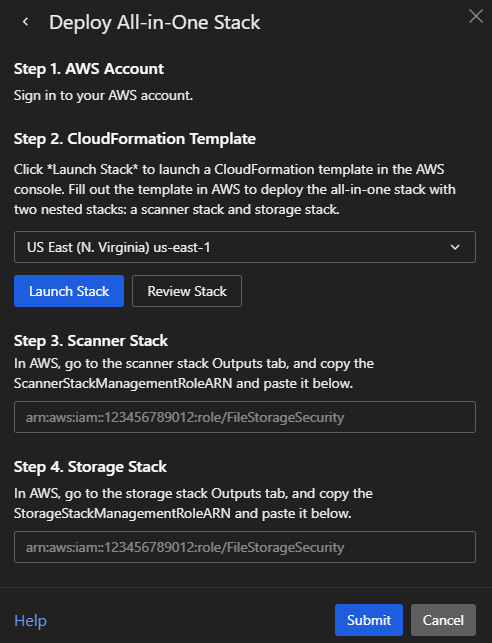 Deploy All-in-One Stack
Step 1. AWS Account
Sign in to your AWS account.
Step 2. CloudFormation Template
Click *Launch Stack* to launch a CloudFormation template in the AWS
console. Fill out the template in AWS to deploy the all-in-one stack with
two nested stacks: a scanner stack and storage stack.
US East (N. Virginia) us-east-1
Launch Stack Review Stack
Step 3. Scanner Stack
In AWS, go to the scanner stack Outputs tab, and copy the
ScannerStackManagementRoleARN and paste it below.
arn:aws:iam::123456789012:role/FileStorageSecurity
Step 4. Storage Stack
In AWS, go to the storage stack Outputs tab, and copy the
StorageStackManagementRoleARN and paste it below.
arn:aws:iam::123456789012:role/FileStorageSecurity
Help Submit Cancel